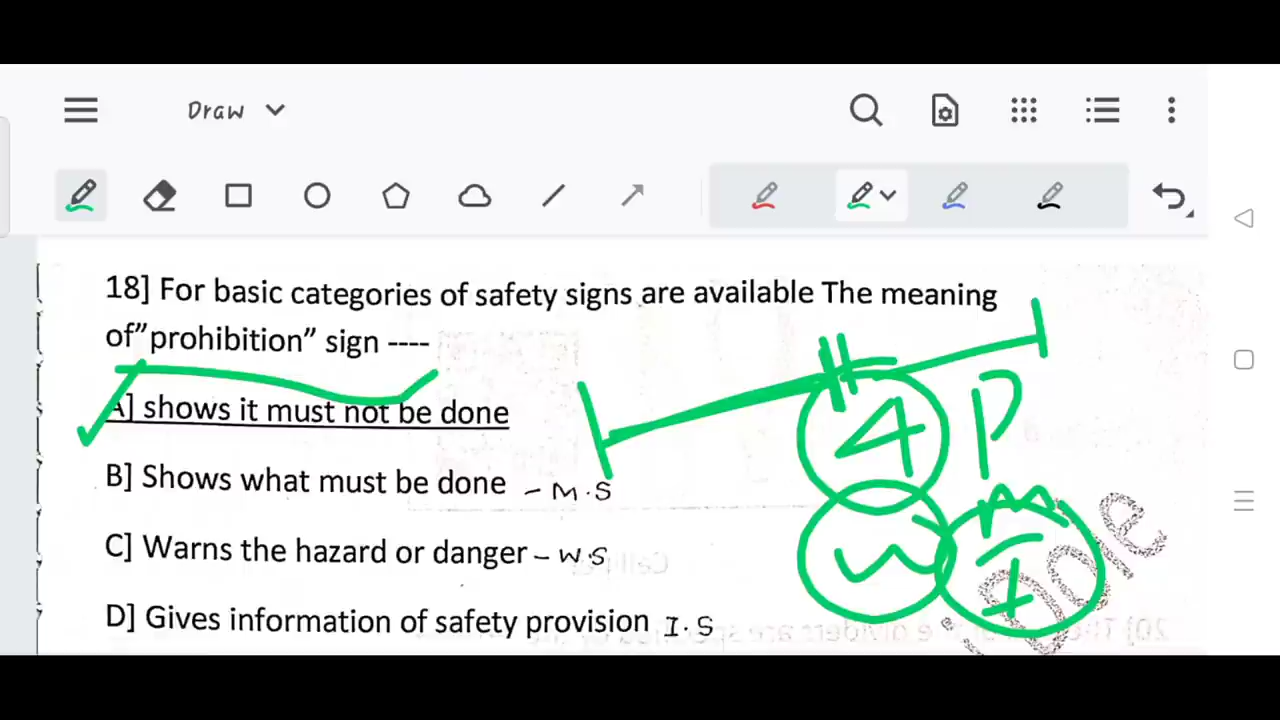 Draw
18] For basic categories of safety signs are available The meaning
of”prohibition” sign ----
A] shows it must not be done
B] Shows what must be done - M.S
C] Warns the hazard or danger - W.S
D] Gives information of safety provision I.S
4 P
W M
I